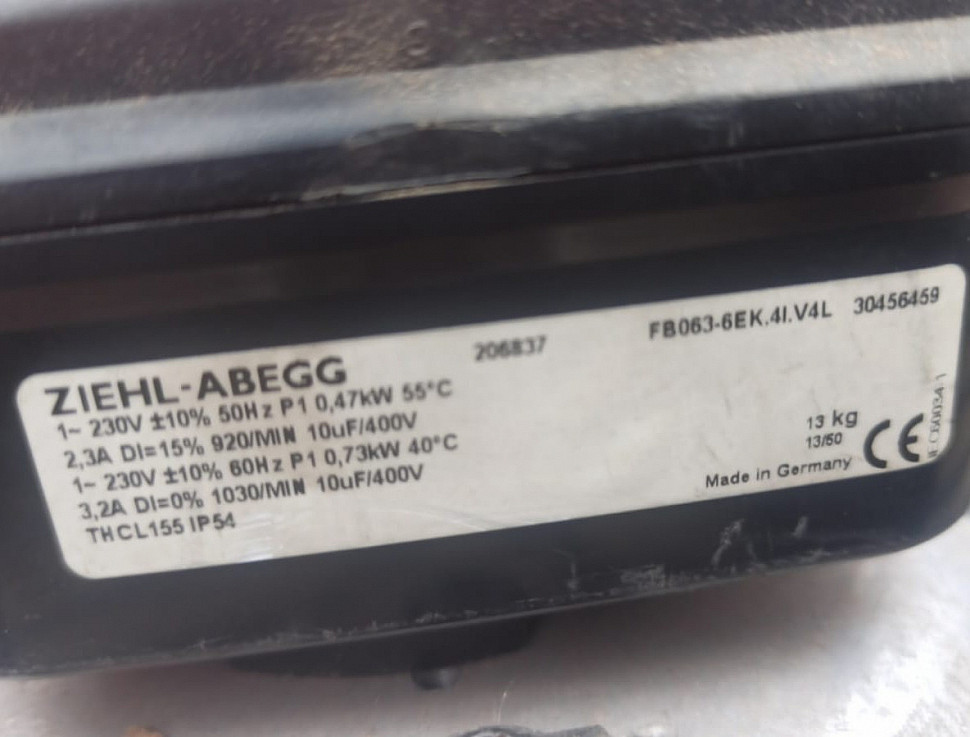 ZIEHL-ABEGG 206837 FB063-6EK.4I.V4L 30456459
1~ 230V ±10% 50Hz P1 0,47kW 55°C
2,3A DI=15% 920/MIN 10uF/400V
1~ 230V ±10% 60Hz P1 0,73kW 40°C
3,2A DI=0% 1030/MIN 10uF/400V
THCL155 IP54
13 kg
13/50
Made in Germany
CE
IEC60034-1